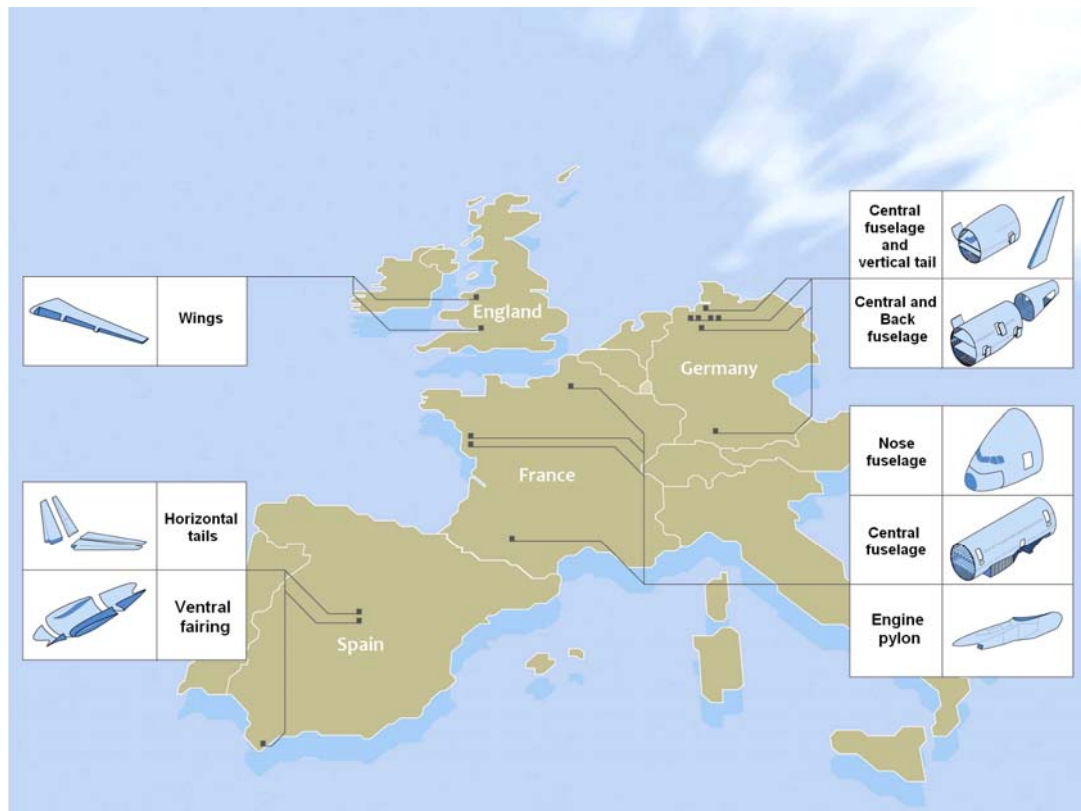 Central
fuselage
and
vertical tail
Central and
Back
fuselage
Wings
England
Germany
Nose
fuselage
France
Horizontal
tails
Central
fuselage
Ventral
fairing
Spain
Engine
pylon